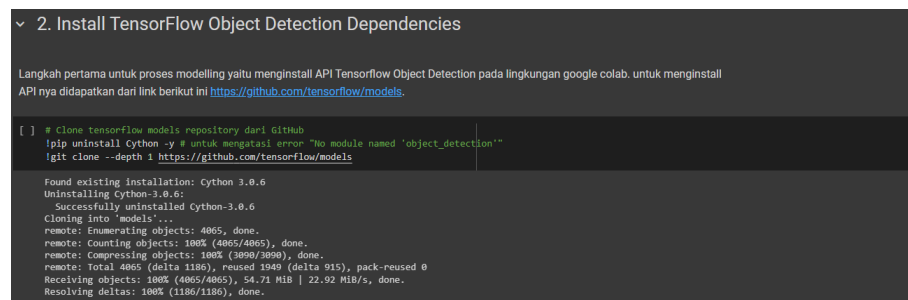 2. Install TensorFlow Object Detection Dependencies
Langkah pertama untuk proses modelling yaitu menginstall API Tensorflow Object Detection pada lingkungan google colab. untuk menginstall
API nya didapatkan dari link berikut ini https://github.com/tensorflow/models.
[ ] # Clone tensorflow models repository dari GitHub
!pip uninstall Cython -y # untuk mengatasi error "No module named 'object_detection'"
!git clone --depth 1 https://github.com/tensorflow/models
Found existing installation: Cython 3.0.6
Uninstalling Cython-3.0.6:
Successfully uninstalled Cython-3.0.6
Cloning into 'models'...
remote: Enumerating objects: 4065, done.
remote: Counting objects: 100% (4065/4065), done.
remote: Compressing objects: 100% (3090/3090), done.
remote: Total 4065 (delta 1186), reused 1949 (delta 915), pack-reused 0
Receiving objects: 100% (4065/4065), 54.71 MiB | 22.92 MiB/s, done.
Resolving deltas: 100% (1186/1186), done.